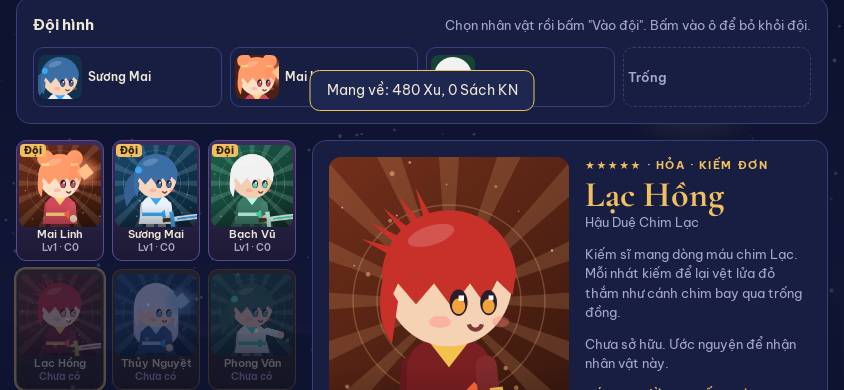 Đội hình
Chọn nhân vật rồi bấm "Vào đội". Bấm vào ô để bỏ khỏi đội.
Sương Mai
Mai
Trống
Mang về: 480 Xu, 0 Sách KN
Đội
Đội
Đội
Mai Linh
Sương Mai
Bạch Vũ
Lv1 · C0
Lv1 · C0
Lv1 · C0
Lạc Hồng
Thủy Nguyệt
Phong Vân
Chưa có
Chưa có
Chưa có
★★★★★ · HỎA · KIẾM ĐƠN
Lạc Hồng
Hậu Duệ Chim Lạc
Kiếm sĩ mang dòng máu chim Lạc.
Mỗi nhát kiếm để lại vệt lửa đỏ
thắm như cánh chim bay qua trống
đồng.
Chưa sở hữu. Ước nguyện để nhận
nhân vật này.